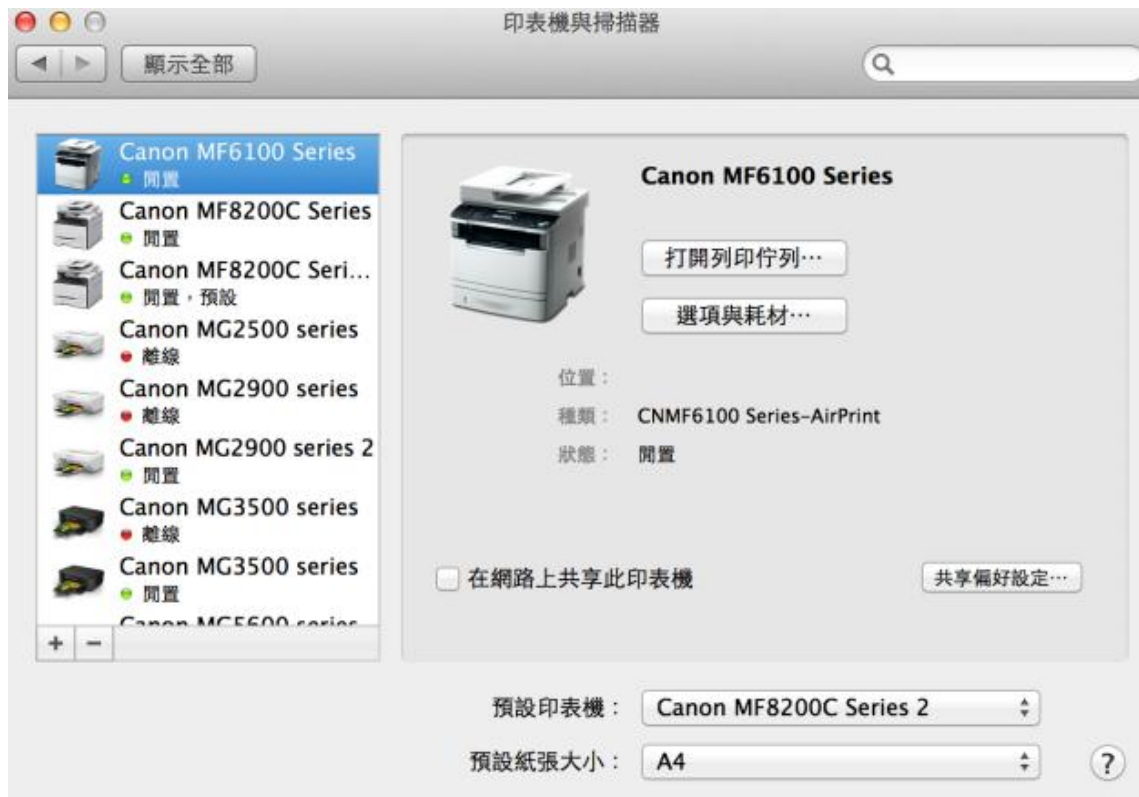 印表機與掃描器
顯示全部
Canon MF6100 Series
閒置
Canon MF8200C Series
閒置
Canon MF8200C Seri...
閒置，預設
Canon MG2500 series
離線
Canon MG2900 series
離線
Canon MG2900 series 2
閒置
Canon MG3500 series
離線
Canon MG3500 series
閒置
Canon MG5600 series
+ −
Canon MF6100 Series
打開列印佇列⋯
選項與耗材⋯
位置：
種類： CNMF6100 Series-AirPrint
狀態： 閒置
在網路上共享此印表機
共享偏好設定⋯
預設印表機： Canon MF8200C Series 2
預設紙張大小： A4
?